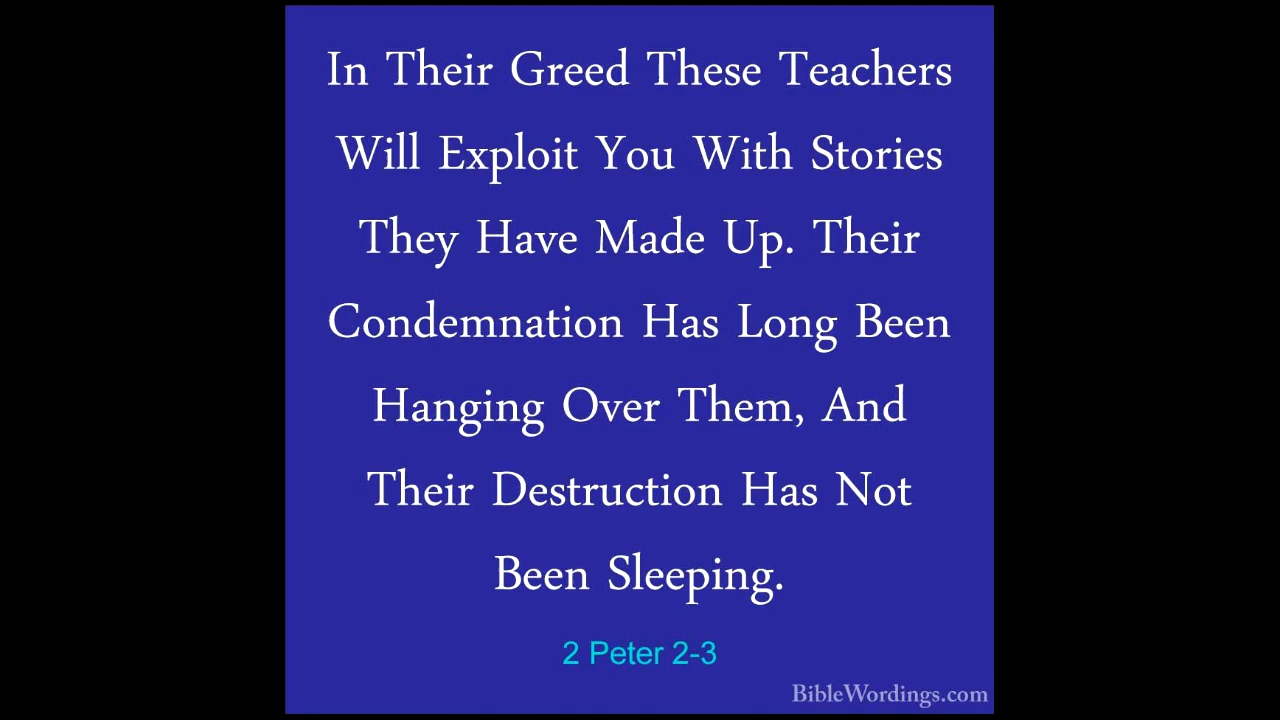 In Their Greed These Teachers
Will Exploit You With Stories
They Have Made Up. Their
Condemnation Has Long Been
Hanging Over Them, And
Their Destruction Has Not
Been Sleeping.
2 Peter 2-3
BibleWordings.com